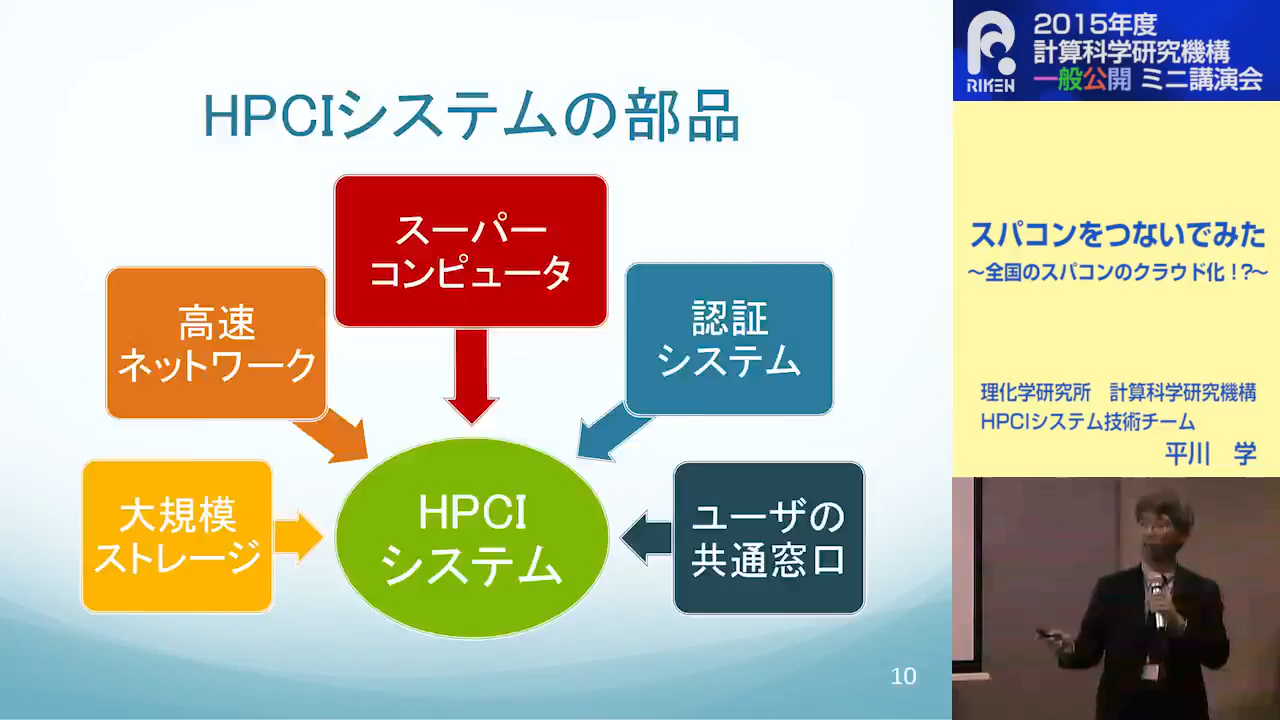 HPCIシステムの部品
スーパー
コンピュータ
高速
ネットワーク
認証
システム
大規模
ストレージ
HPCI
システム
ユーザの
共通窓口
10
RIKEN
2015年度
計算科学研究機構
一般公開 ミニ講演会
スパコンをつないでみた
～全国のスパコンのクラウド化！?～
理化学研究所　計算科学研究機構
HPCIシステム技術チーム
平川　学